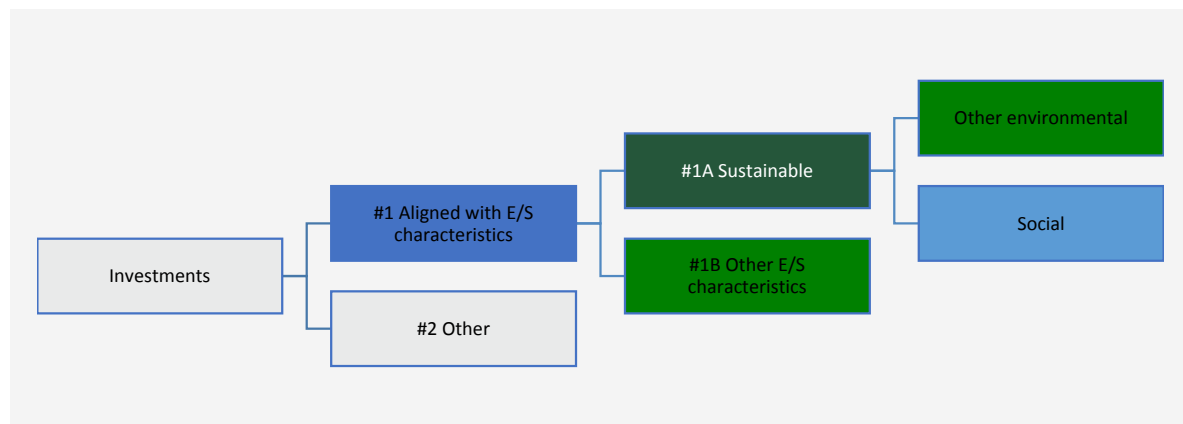 Investments
#1 Aligned with E/S
characteristics
#2 Other
#1A Sustainable
#1B Other E/S
characteristics
Other environmental
Social